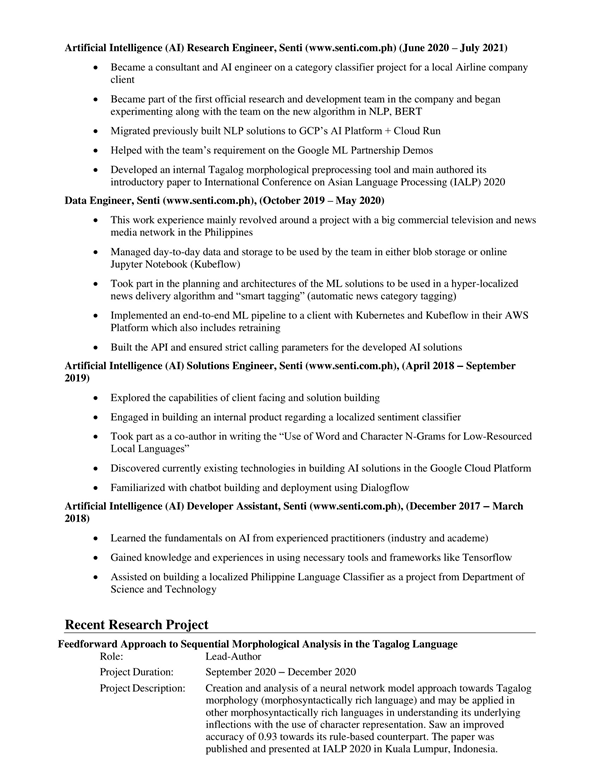 Artificial Intelligence (AI) Research Engineer, Senti (www.senti.com.ph) (June 2020 – July 2021)
• Became a consultant and AI engineer on a category classifier project for a local Airline company
client
• Became part of the first official research and development team in the company and began
experimenting along with the team on the new algorithm in NLP, BERT
• Migrated previously built NLP solutions to GCP's AI Platform + Cloud Run
• Helped with the team's requirement on the Google ML Partnership Demos
• Developed an internal Tagalog morphological preprocessing tool and main authored its
introductory paper to International Conference on Asian Language Processing (IALP) 2020
Data Engineer, Senti (www.senti.com.ph), (October 2019 – May 2020)
• This work experience mainly revolved around a project with a big commercial television and news
media network in the Philippines
• Managed day-to-day data and storage to be used by the team in either blob storage or online
Jupyter Notebook (Kubeflow)
• Took part in the planning and architectures of the ML solutions to be used in a hyper-localized
news delivery algorithm and “smart tagging” (automatic news category tagging)
• Implemented an end-to-end ML pipeline to a client with Kubernetes and Kubeflow in their AWS
Platform which also includes retraining
• Built the API and ensured strict calling parameters for the developed AI solutions
Artificial Intelligence (AI) Solutions Engineer, Senti (www.senti.com.ph), (April 2018 – September
2019)
• Explored the capabilities of client facing and solution building
• Engaged in building an internal product regarding a localized sentiment classifier
• Took part as a co-author in writing the “Use of Word and Character N-Grams for Low-Resourced
Local Languages”
• Discovered currently existing technologies in building AI solutions in the Google Cloud Platform
• Familiarized with chatbot building and deployment using Dialogflow
Artificial Intelligence (AI) Developer Assistant, Senti (www.senti.com.ph), (December 2017 – March
2018)
• Learned the fundamentals on AI from experienced practitioners (industry and academe)
• Gained knowledge and experiences in using necessary tools and frameworks like Tensorflow
• Assisted on building a localized Philippine Language Classifier as a project from Department of
Science and Technology
Recent Research Project
Feedforward Approach to Sequential Morphological Analysis in the Tagalog Language
Role: Lead-Author
Project Duration: September 2020 – December 2020
Project Description: Creation and analysis of a neural network model approach towards Tagalog
morphology (morphosyntactically rich language) and may be applied in
other morphosyntactically rich languages in understanding its underlying
inflections with the use of character representation. Saw an improved
accuracy of 0.93 towards its rule-based counterpart. The paper was
published and presented at IALP 2020 in Kuala Lumpur, Indonesia.